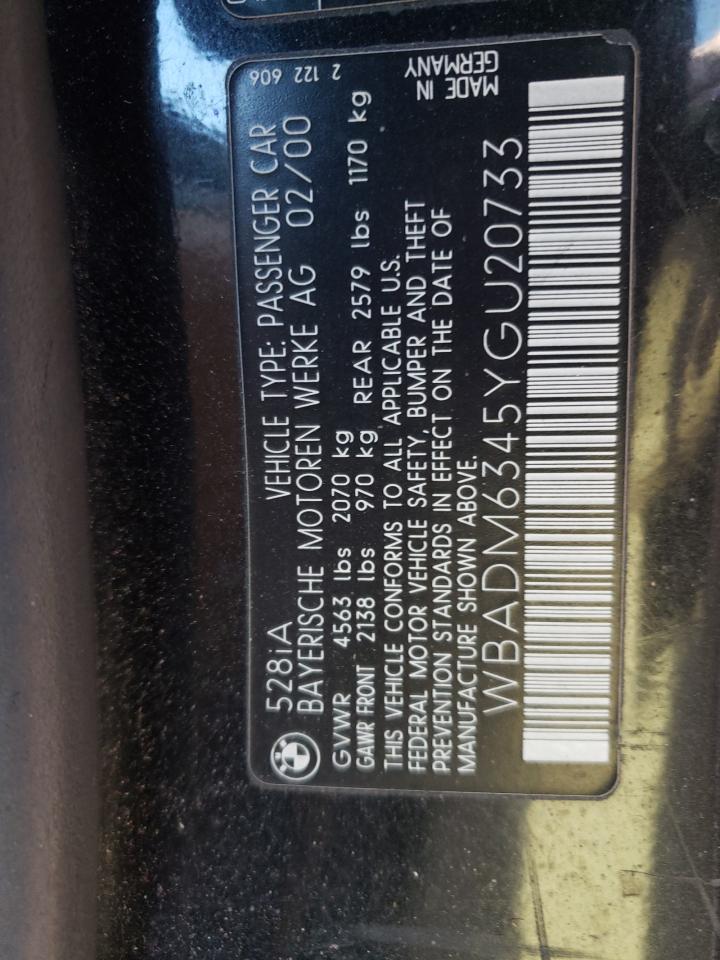 528iA VEHICLE TYPE: PASSENGER CAR 2 122 606
BAYERISCHE MOTOREN WERKE AG 02/00
GVWR 4563 lbs 2070 kg
GAWR FRONT 2138 lbs 970 kg REAR 2579 lbs 1170 kg
THIS VEHICLE CONFORMS TO ALL APPLICABLE U.S.
FEDERAL MOTOR VEHICLE SAFETY, BUMPER AND THEFT
PREVENTION STANDARDS IN EFFECT ON THE DATE OF
MANUFACTURE SHOWN ABOVE.
MADE IN
GERMANY
WBADM6345YGU20733